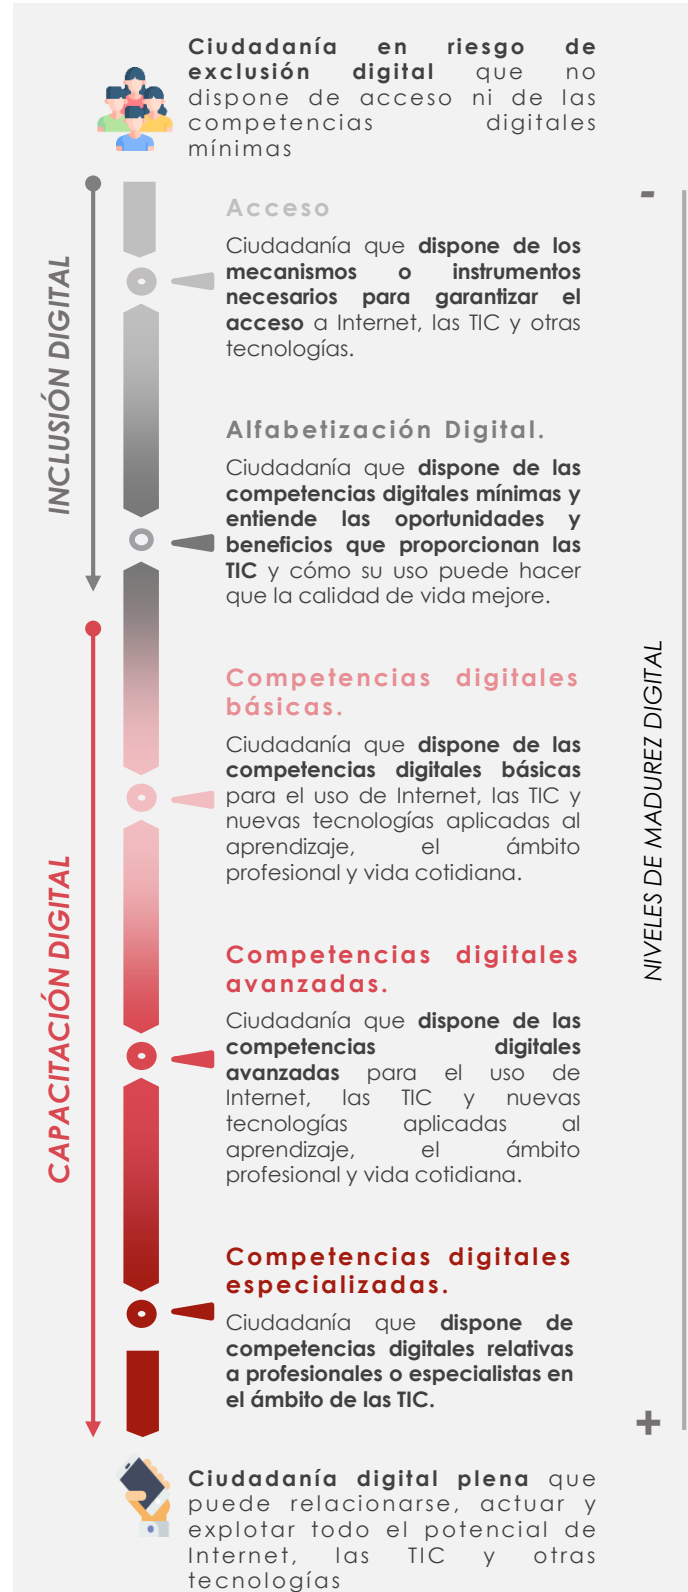 Ciudadanía en riesgo de
exclusión digital que no
dispone de acceso ni de las
competencias digitales
mínimas
-
INCLUSIÓN DIGITAL
Acceso
Ciudadanía que dispone de los
mecanismos o instrumentos
necesarios para garantizar el
acceso a Internet, las TIC y otras
tecnologías.
Alfabetización Digital.
Ciudadanía que dispone de las
competencias digitales mínimas y
entiende las oportunidades y
beneficios que proporcionan las
TIC y cómo su uso puede hacer
que la calidad de vida mejore.
NIVELES DE MADUREZ DIGITAL
CAPACITACIÓN DIGITAL
Competencias digitales
básicas.
Ciudadanía que dispone de las
competencias digitales básicas
para el uso de Internet, las TIC y
nuevas tecnologías aplicadas al
aprendizaje, el ámbito
profesional y vida cotidiana.
Competencias digitales
avanzadas.
Ciudadanía que dispone de las
competencias digitales
avanzadas para el uso de
Internet, las TIC y nuevas
tecnologías aplicadas al
aprendizaje, el ámbito
profesional y vida cotidiana.
Competencias digitales
especializadas.
Ciudadanía que dispone de
competencias digitales relativas
a profesionales o especialistas en
el ámbito de las TIC.
+
Ciudadanía digital plena que
puede relacionarse, actuar y
explotar todo el potencial de
Internet, las TIC y otras
tecnologías